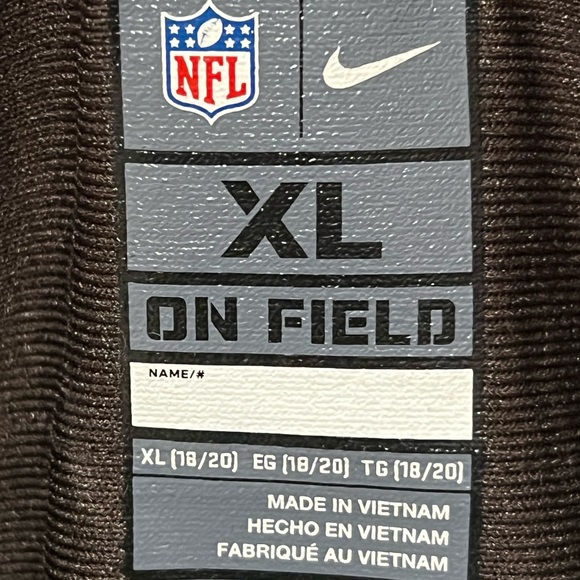 NFL
XL
ON FIELD
NAME/#
XL (18/20) EG (18/20) TG (18/20)
MADE IN VIETNAM
HECHO EN VIETNAM
FABRIQUÉ AU VIETNAM